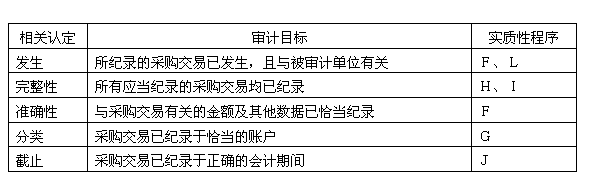 相关认定 审计目标 实质性程序
发生 所纪录的采购交易已发生，且与被审计单位有关 F、L
完整性 所有应当纪录的采购交易均已纪录 H、I
准确性 与采购交易有关的金额及其他数据已恰当纪录 F
分类 采购交易已纪录于恰当的账户 G
截止 采购交易已纪录于正确的会计期间 J